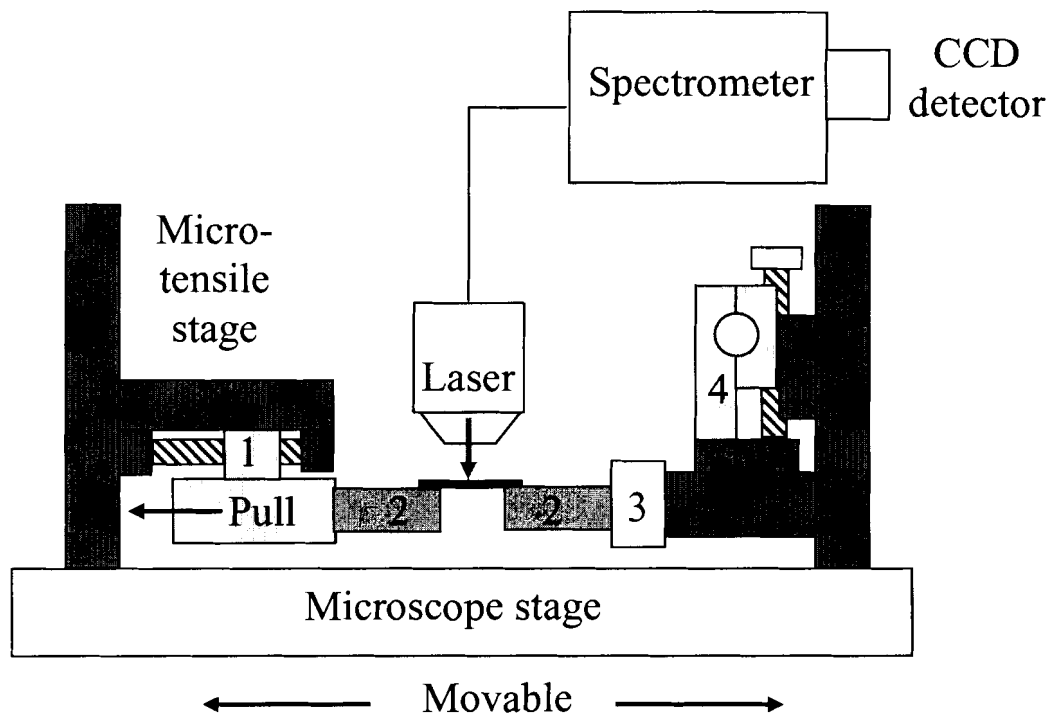 Spectrometer
CCD
detector
Micro-
tensile
stage
Laser
4
1
Pull
2
2
3
Microscope stage
Movable